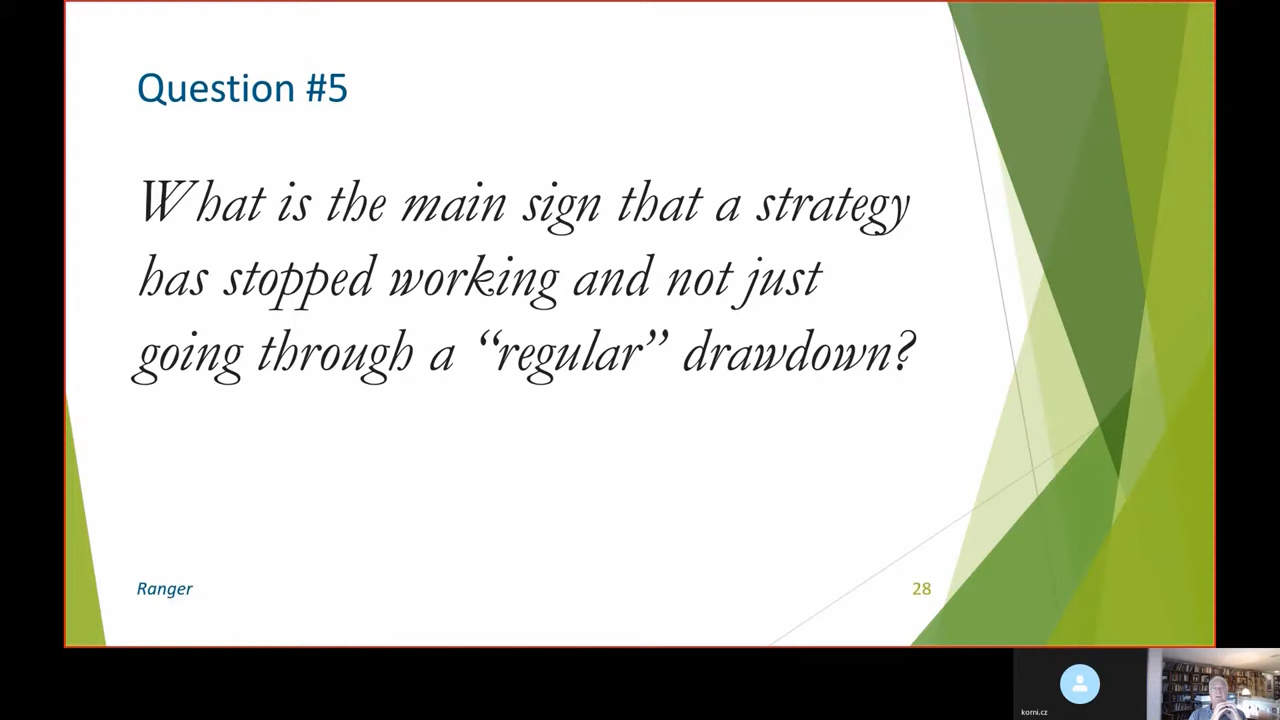 Question #5
What is the main sign that a strategy
has stopped working and not just
going through a “regular” drawdown?
Ranger
28
korni.cz